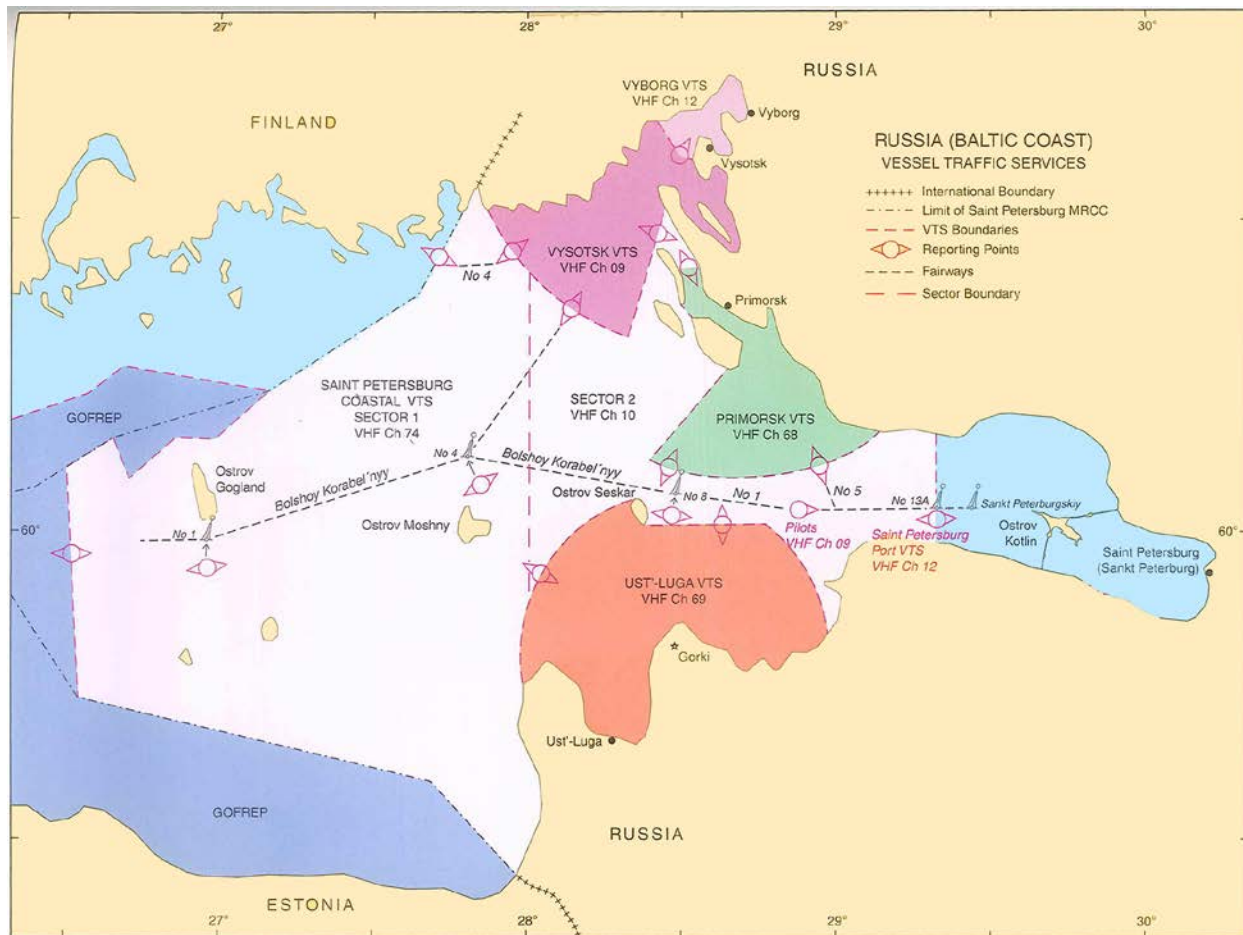 27°
28°
29°
30°
RUSSIA
VYBORG VTS
VHF Ch 12
Vyborg
FINLAND
Vysotsk
RUSSIA (BALTIC COAST)
VESSEL TRAFFIC SERVICES
International Boundary
Limit of Saint Petersburg MRCC
VTS Boundaries
Reporting Points
Fairways
Sector Boundary
VYSOTSK VTS
VHF Ch 09
No 4
Primorsk
SAINT PETERSBURG
COASTAL VTS
SECTOR 1
VHF Ch 74
SECTOR 2
VHF Ch 10
GOFREP
PRIMORSK VTS
VHF Ch 68
No 4
Bolshoy Korabel'nyy
Ostrov
Gogland
Bolshoy Korabel'nyy
Ostrov Seskar
No 8
No 1
No 5
No 13A
Sankt Peterburgskiy
60°
No 1
Ostrov Moshny
Pilots
VHF Ch 09
Saint Petersburg
Port VTS
VHF Ch 12
Ostrov
Kotlin
60°
Saint Petersburg
(Sankt Peterburg)
UST'-LUGA VTS
VHF Ch 69
Gorki
Ust'-Luga
GOFREP
RUSSIA
ESTONIA
27°
28°
29°
30°